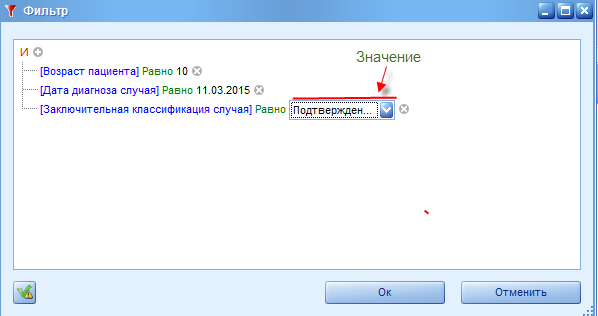 Фильтр
Значение
И
[Возраст пациента] Равно 10
[Дата диагноза случая] Равно 11.03.2015
[Заключительная классификация случая] Равно Подтвержден...
Ок
Отменить